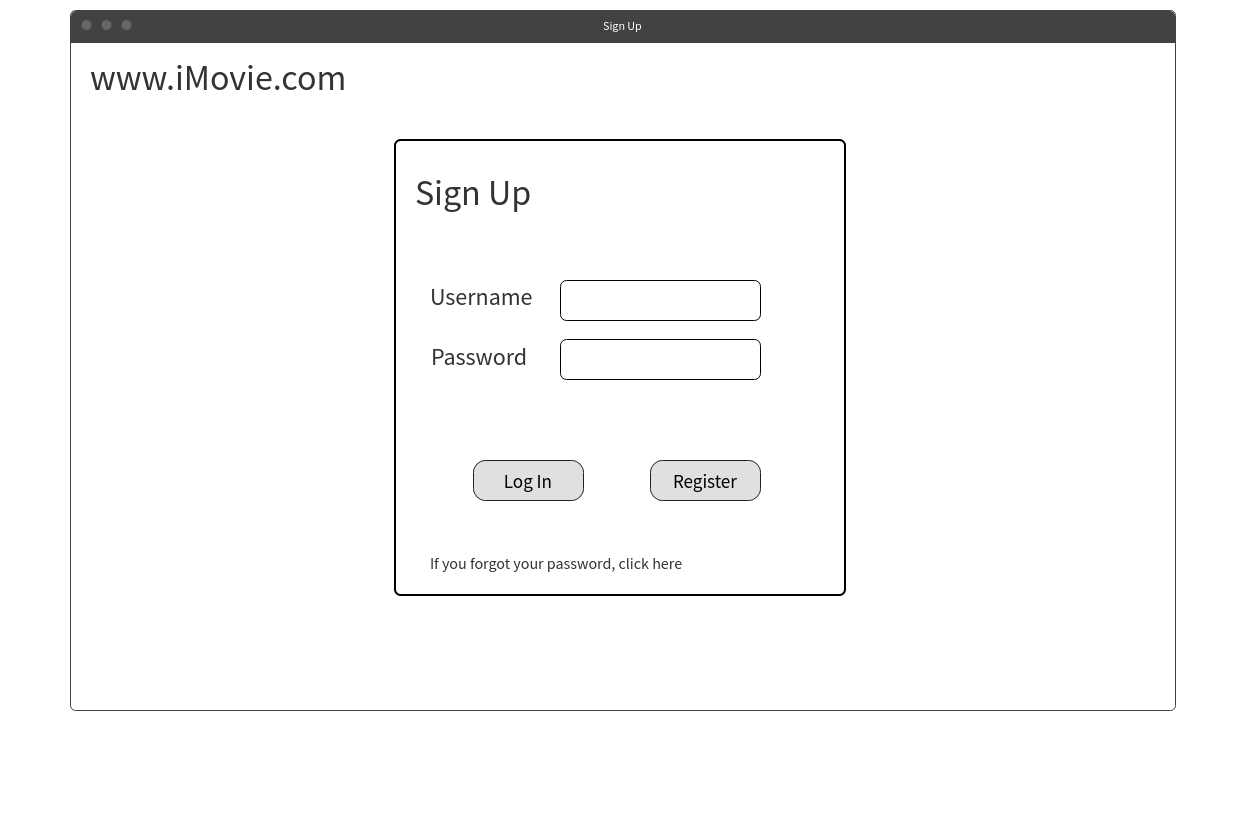 Sign Up
www.iMovie.com
Sign Up
Username
Password
Log In
Register
If you forgot your password, click here